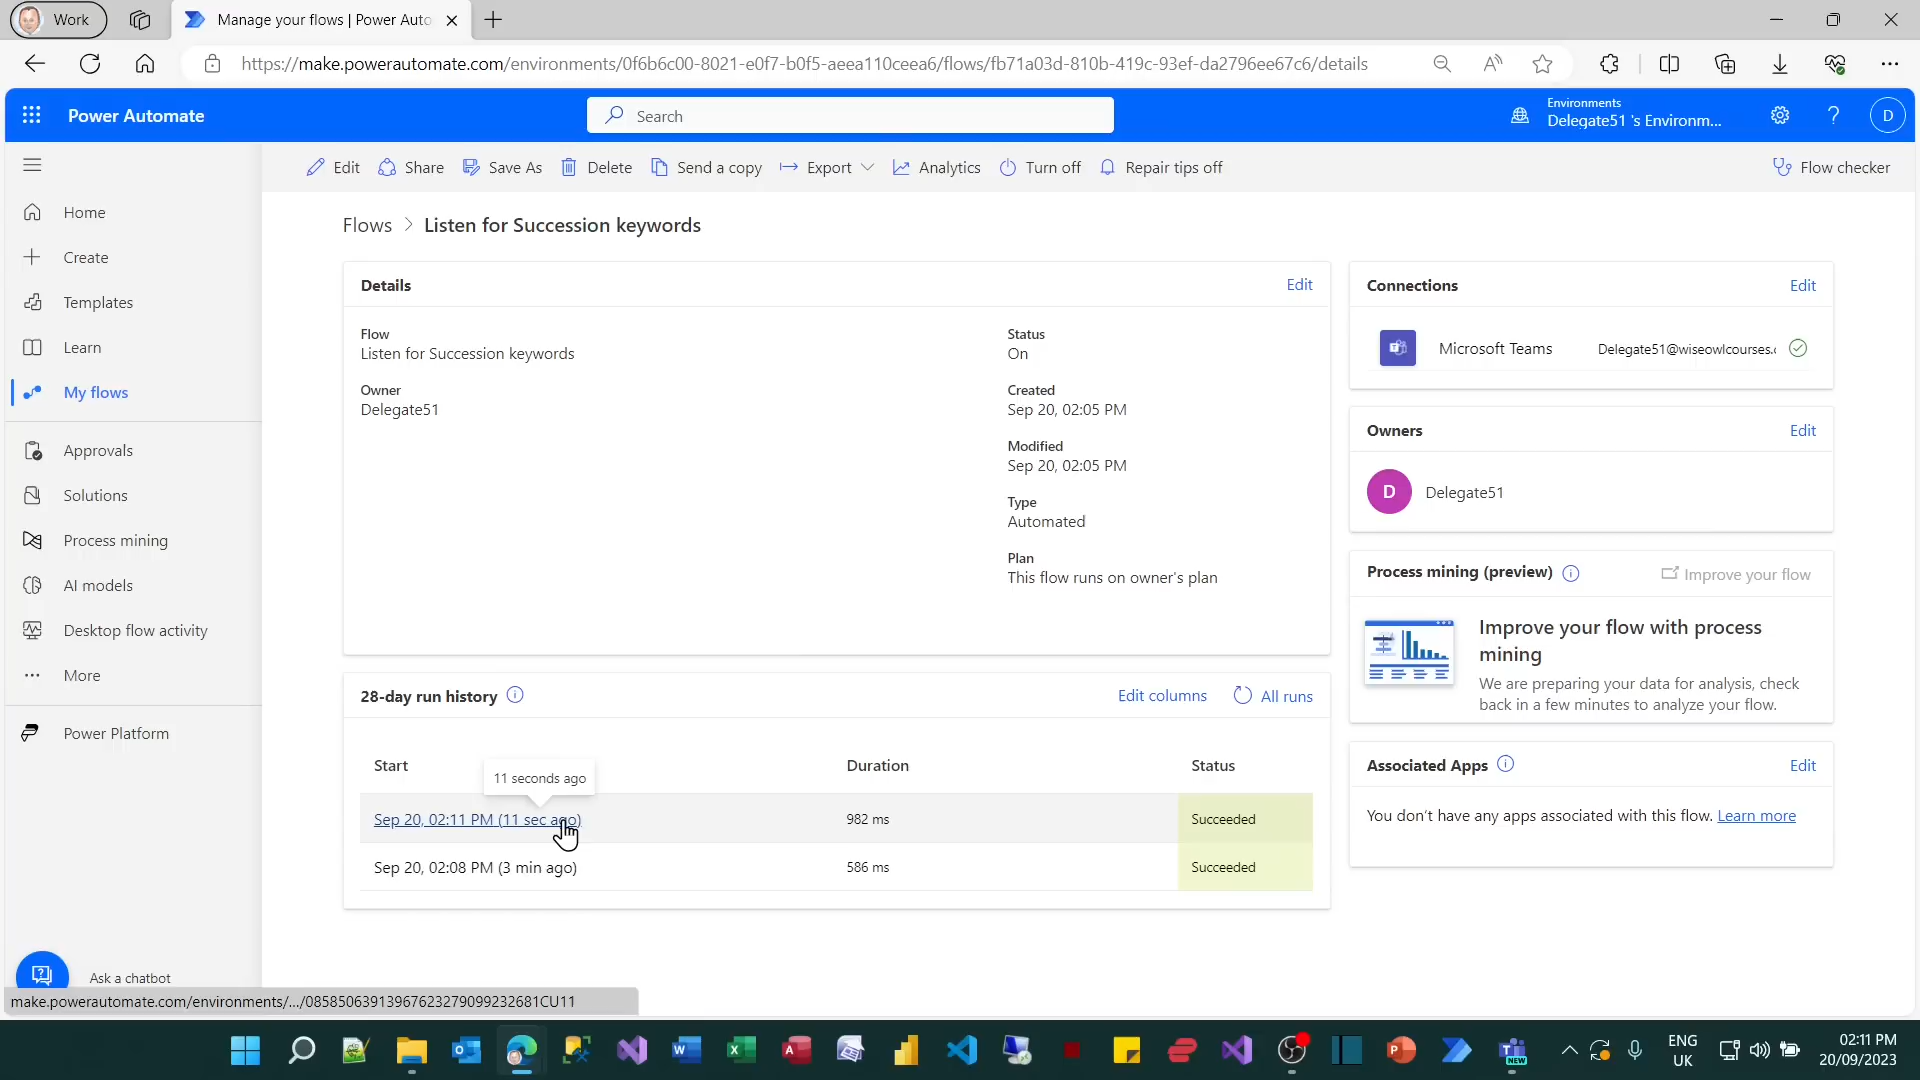 Work
Manage your flows | Power Auto
https://make.powerautomate.com/environments/0f6b6c00-8021-e0f7-b0f5-aeea110ceea6/flows/fb71a03d-810b-419c-93ef-da2796ee67c6/details
Power Automate
Search
Environments
Delegate51 's Environm...
D
Edit
Share
Save As
Delete
Send a copy
Export
Analytics
Turn off
Repair tips off
Flow checker
Home
Create
Templates
Learn
My flows
Approvals
Solutions
Process mining
AI models
Desktop flow activity
More
Power Platform
Ask a chatbot
Flows > Listen for Succession keywords
Details
Edit
Flow
Listen for Succession keywords
Owner
Delegate51
Status
On
Created
Sep 20, 02:05 PM
Modified
Sep 20, 02:05 PM
Type
Automated
Plan
This flow runs on owner's plan
28-day run history
Edit columns
All runs
Start
Duration
Status
11 seconds ago
Sep 20, 02:11 PM (11 sec ago)
982 ms
Succeeded
Sep 20, 02:08 PM (3 min ago)
586 ms
Succeeded
Connections
Edit
Microsoft Teams
Delegate51@wiseowlcourses.c
Owners
Edit
D
Delegate51
Process mining (preview)
Improve your flow
Improve your flow with process
mining
We are preparing your data for analysis, check
back in a few minutes to analyze your flow.
Associated Apps
Edit
You don't have any apps associated with this flow. Learn more
make.powerautomate.com/environments/.../08585063913967623279099232681CU11
NEW
ENG
UK
02:11 PM
20/09/2023